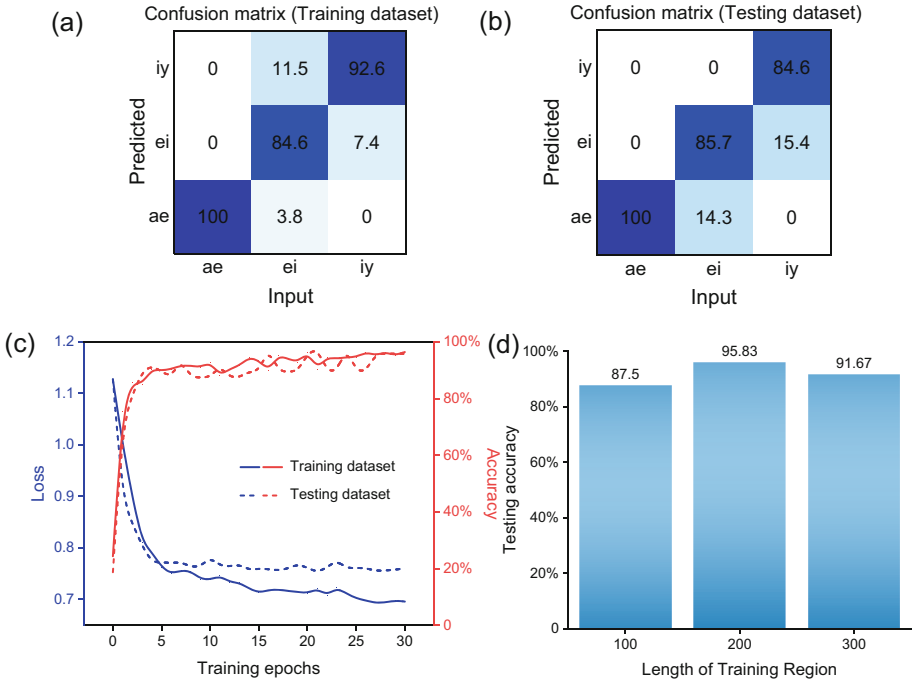 (a)
Confusion matrix (Training dataset)
Predicted
iy
0
11.5
92.6
ei
0
84.6
7.4
ae
100
3.8
0
ae
ei
iy
Input
(b)
Confusion matrix (Testing dataset)
Predicted
iy
0
0
84.6
ei
0
85.7
15.4
ae
100
14.3
0
ae
ei
iy
Input
(c)
Loss
1.2
1.1
1.0
0.9
0.8
0.7
Training dataset
Testing dataset
100%
80%
60%
40%
20%
0
Accuracy
0
5
10
15
20
25
30
Training epochs
(d)
Testing accuracy
100%
80%
60%
40%
20%
87.5
95.83
91.67
100
200
300
Length of Training Region